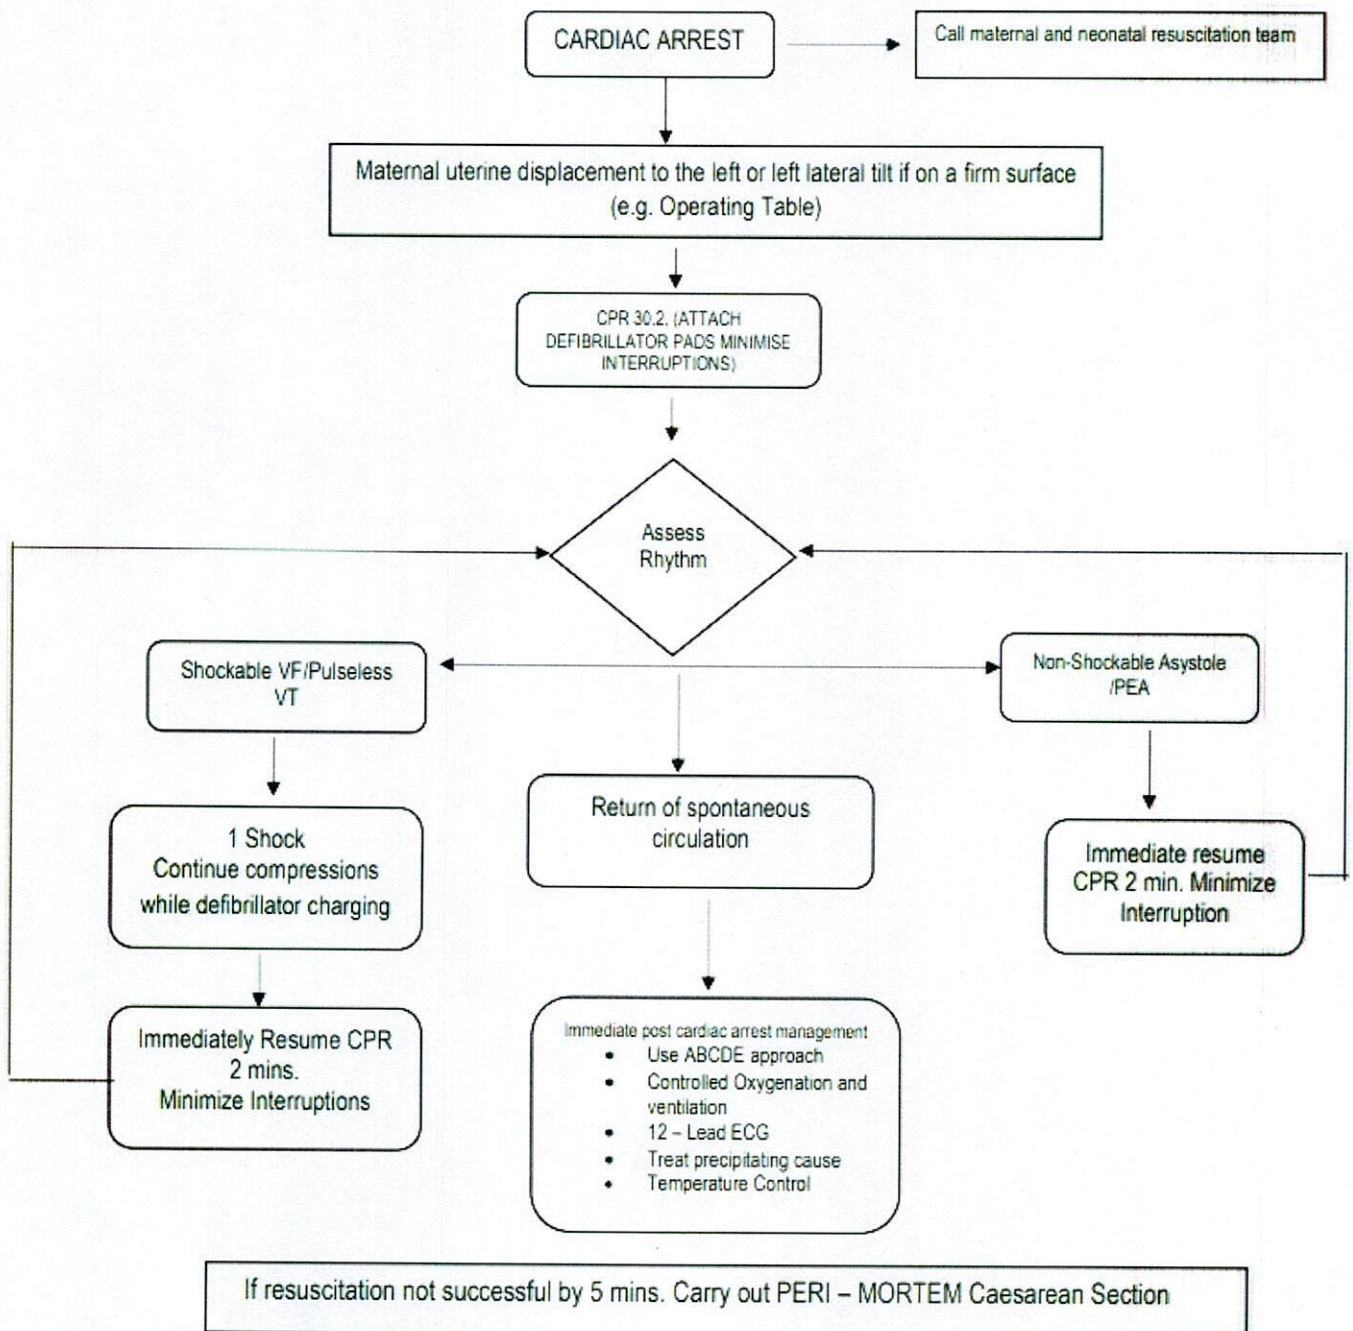 CARDIAC ARREST
Call maternal and neonatal resuscitation team
Maternal uterine displacement to the left or left lateral tilt if on a firm surface
(e.g. Operating Table)
CPR 30.2. (ATTACH
DEFIBRILLATOR PADS MINIMISE
INTERRUPTIONS)
Assess
Rhythm
Shockable VF/Pulseless
VT
Non-Shockable Asystole
/PEA
1 Shock
Continue compressions
while defibrillator charging
Return of spontaneous
circulation
Immediate resume
CPR 2 min. Minimize
Interruption
Immediately Resume CPR
2 mins.
Minimize Interruptions
Immediate post cardiac arrest management
• Use ABCDE approach
• Controlled Oxygenation and
ventilation
• 12 – Lead ECG
• Treat precipitating cause
• Temperature Control
If resuscitation not successful by 5 mins. Carry out PERI – MORTEM Caesarean Section